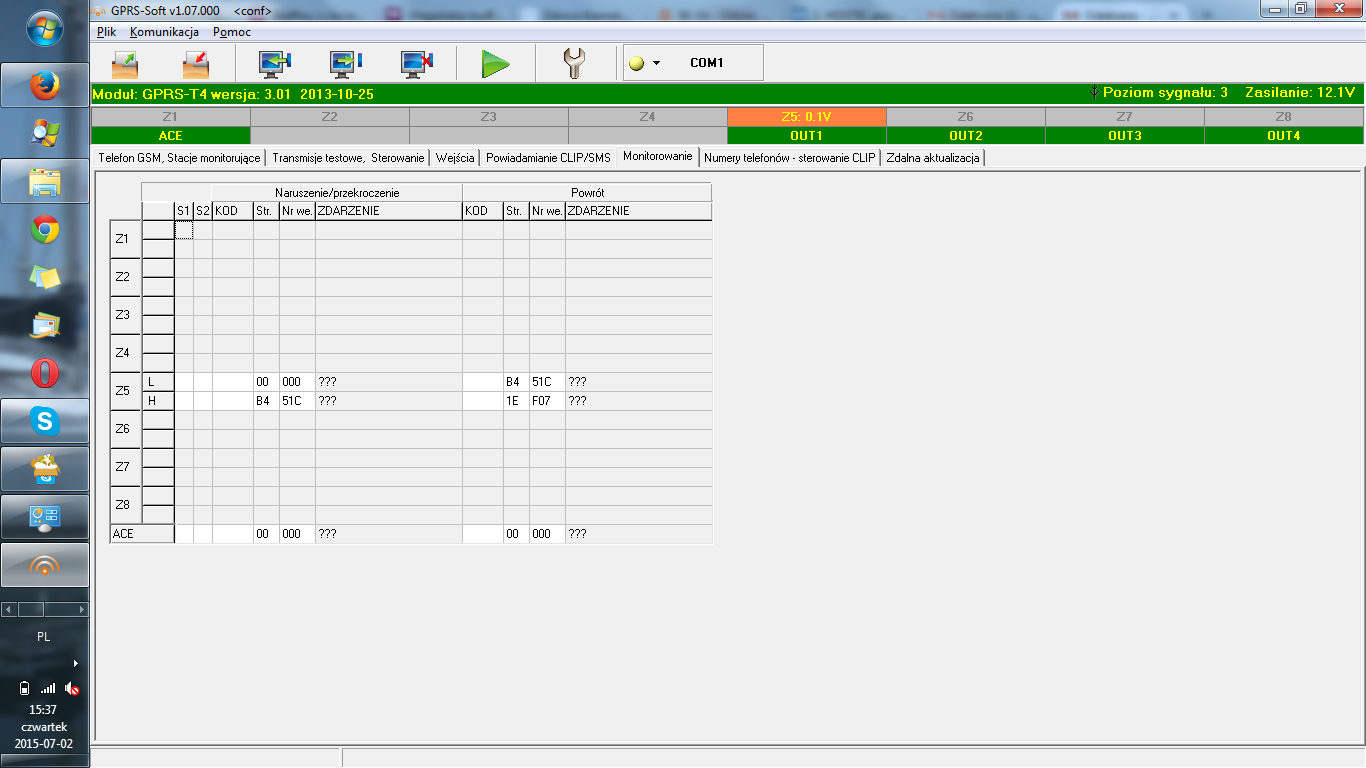 GPRS-Soft v1.07.000 <conf>
Plik Komunikacja Pomoc
COM1
Moduł: GPRS-T4 wersja: 3.01 2013-10-25 Poziom sygnału: 3 Zasilanie: 12.1V
Z1 Z2 Z3 Z4 Z5: 0.1V Z6 Z7 Z8
ACE OUT1 OUT2 OUT3 OUT4
Telefon GSM, Stacje monitorujące Transmisje testowe, Sterowanie Wejścia Powiadamianie CLIP/SMS Monitorowanie Numery telefonów - sterowanie CLIP Zdalna aktualizacja
Naruszenie/przekroczenie Powrót
S1 S2 KOD Str. Nr we. ZDARZENIE KOD Str. Nr we. ZDARZENIE
Z1
Z2
Z3
Z4
Z5
L 00 000 ??? B4 51C ???
H B4 51C ??? 1E F07 ???
Z6
Z7
Z8
ACE 00 000 ??? 00 000 ???
PL
15:37
czwartek
2015-07-02